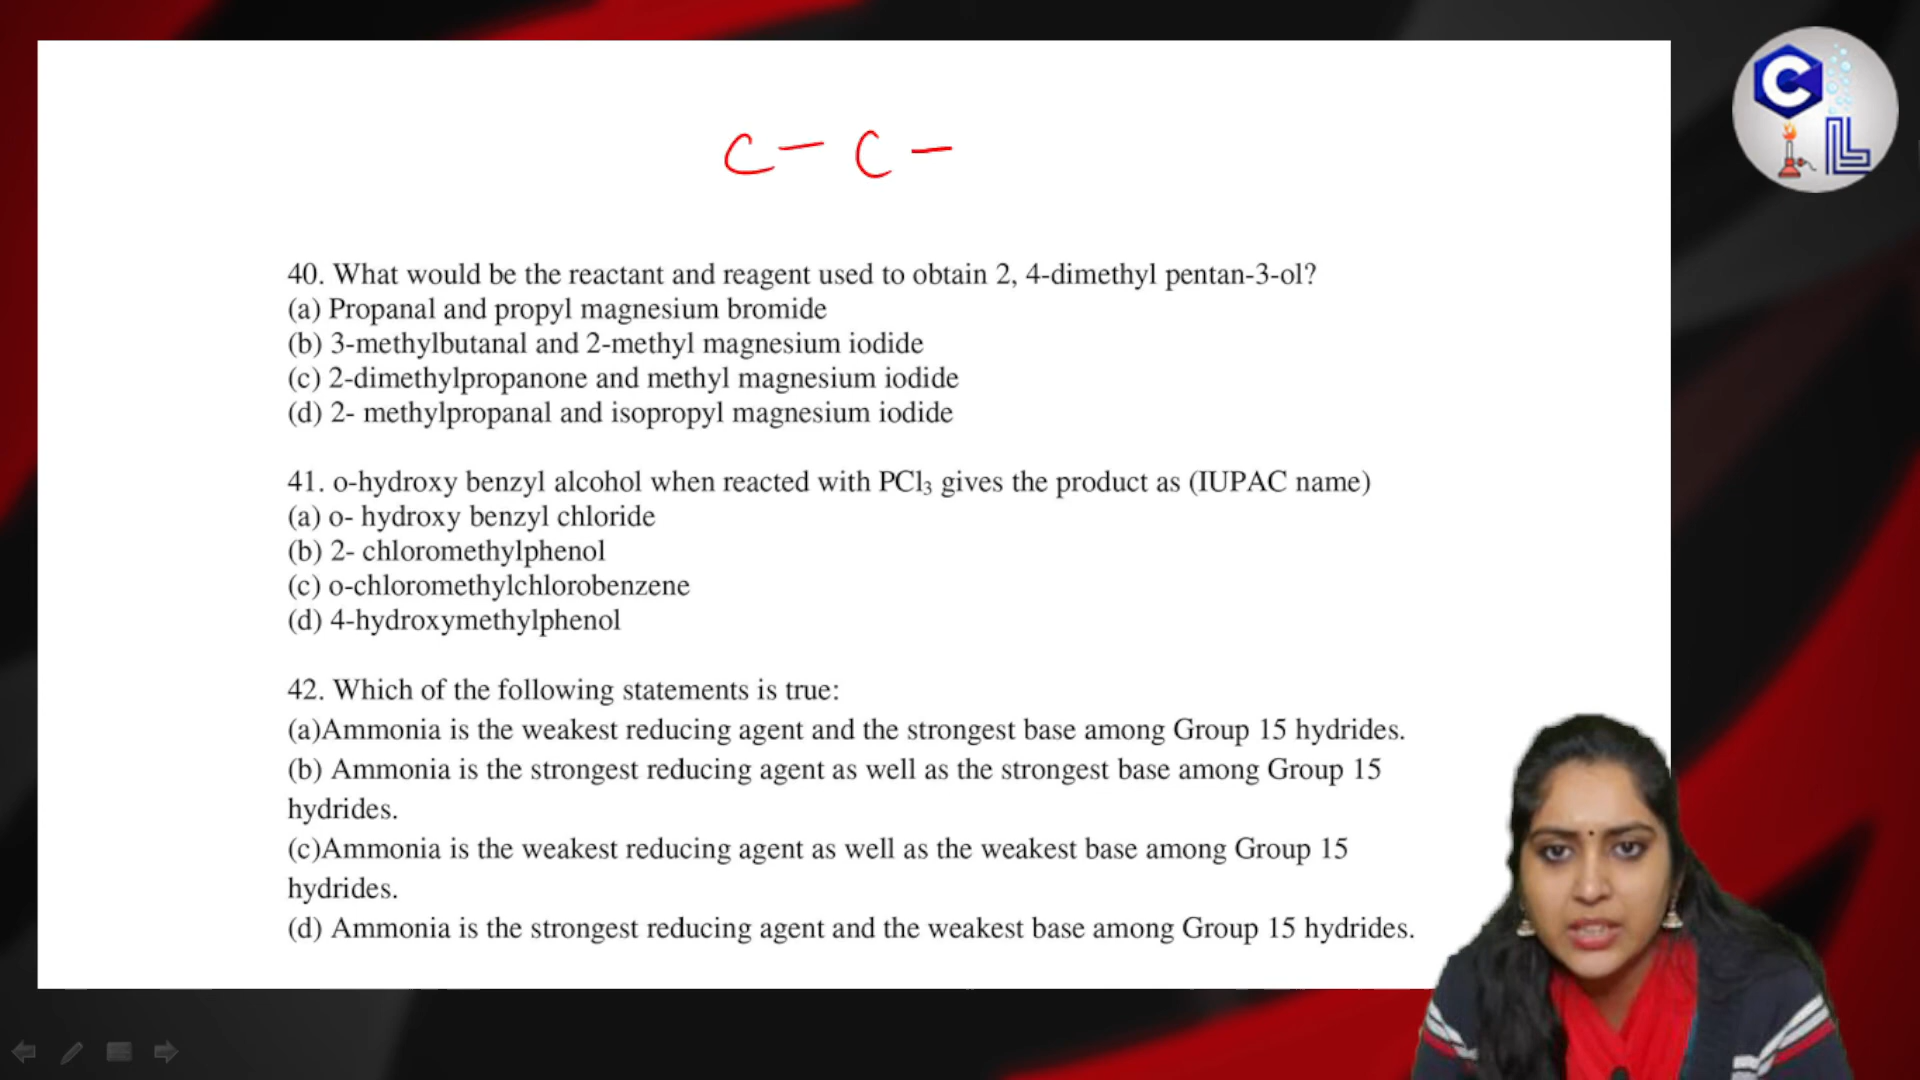 C - C -
C
L
40. What would be the reactant and reagent used to obtain 2, 4-dimethyl pentan-3-ol?
(a) Propanal and propyl magnesium bromide
(b) 3-methylbutanal and 2-methyl magnesium iodide
(c) 2-dimethylpropanone and methyl magnesium iodide
(d) 2- methylpropanal and isopropyl magnesium iodide
41. o-hydroxy benzyl alcohol when reacted with PCl₃ gives the product as (IUPAC name)
(a) o- hydroxy benzyl chloride
(b) 2- chloromethylphenol
(c) o-chloromethylchlorobenzene
(d) 4-hydroxymethylphenol
42. Which of the following statements is true:
(a)Ammonia is the weakest reducing agent and the strongest base among Group 15 hydrides.
(b) Ammonia is the strongest reducing agent as well as the strongest base among Group 15
hydrides.
(c)Ammonia is the weakest reducing agent as well as the weakest base among Group 15
hydrides.
(d) Ammonia is the strongest reducing agent and the weakest base among Group 15 hydrides.